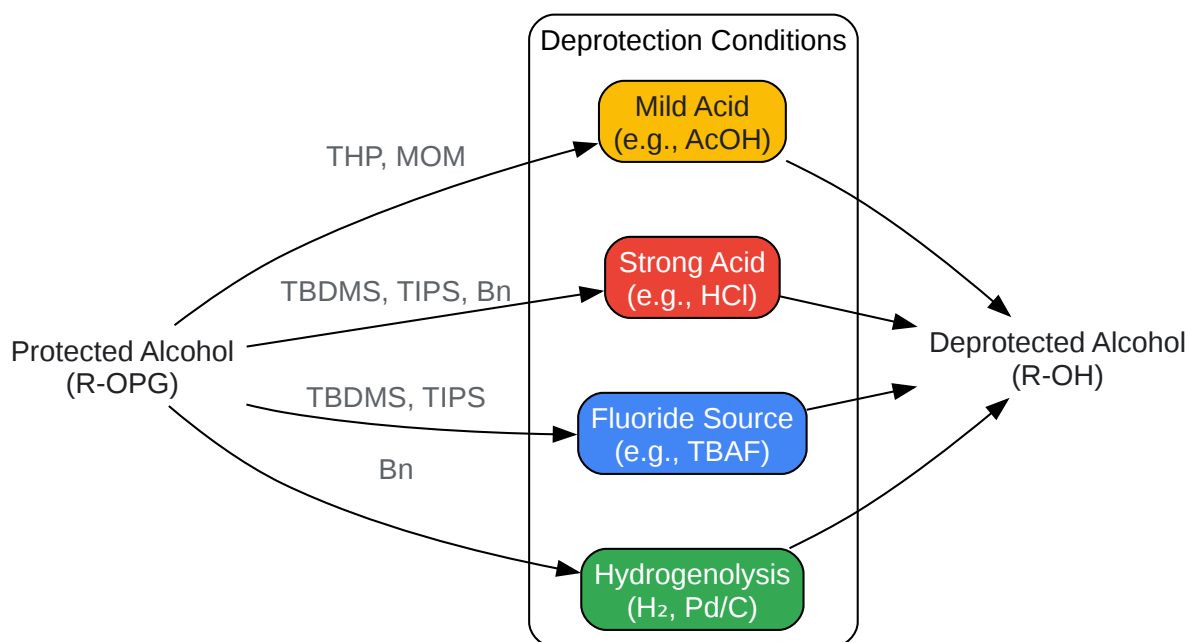 Deprotection Conditions
Mild Acid
(e.g., AcOH)
THP, MOM
Strong Acid
(e.g., HCl)
TBDMS, TIPS, Bn
Protected Alcohol
(R-OPG)
Deprotected Alcohol
(R-OH)
TBDMS, TIPS
Fluoride Source
(e.g., TBAF)
Bn
Hydrogenolysis
(H₂, Pd/C)